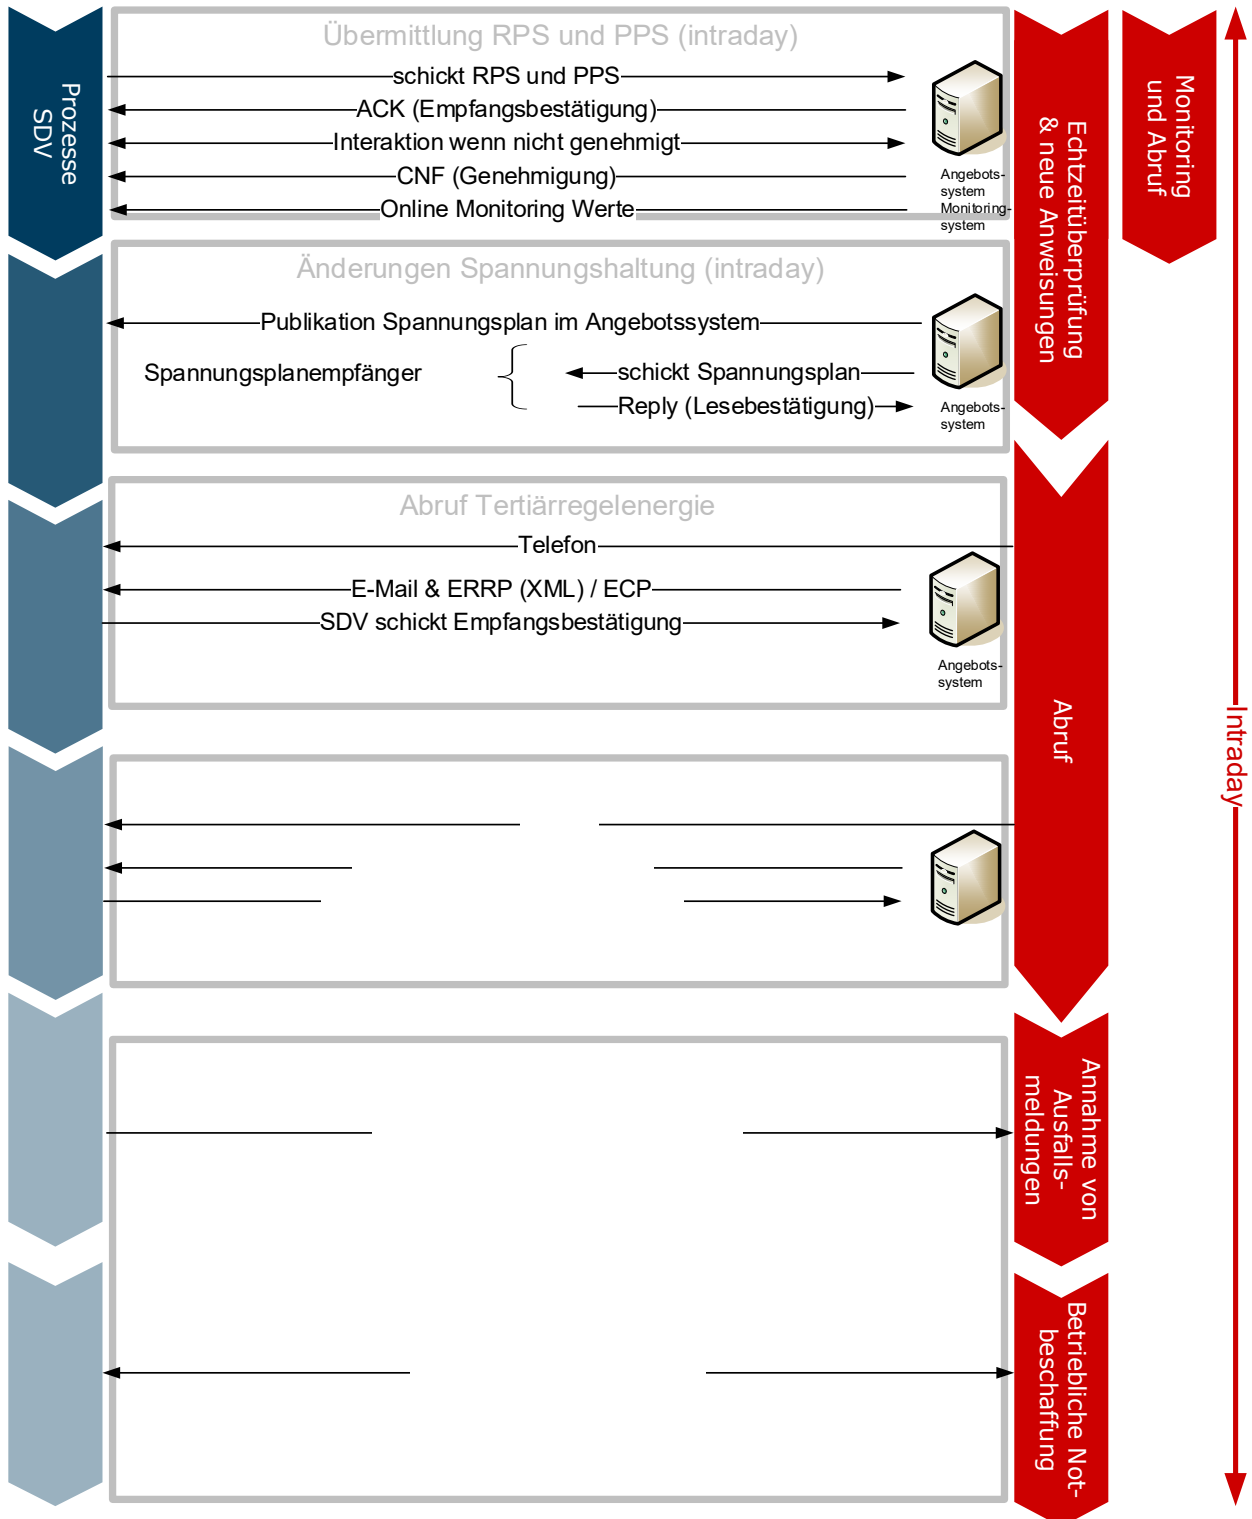 Übermittlung RPS und PPS (intraday)
schickt RPS und PPS
ACK (Empfangsbestätigung)
Interaktion wenn nicht genehmigt
CNF (Genehmigung)
Online Monitoring Werte
Angebots-
system
Monitoring-
system
Prozesse
SDV
Echtzeitüberprüfung
& neue Anweisungen
Monitoring
und Abruf
Änderungen Spannungshaltung (intraday)
Publikation Spannungsplan im Angebotssystem
Spannungsplanempfänger
schickt Spannungsplan
Reply (Lesebestätigung)
Angebots-
system
Abruf Tertiärregelenergie
Telefon
E-Mail & ERRP (XML) / ECP
SDV schickt Empfangsbestätigung
Angebots-
system
Abruf
Intraday
Annahme von
Ausfalls-
meldungen
Betriebliche Not-
beschaffung